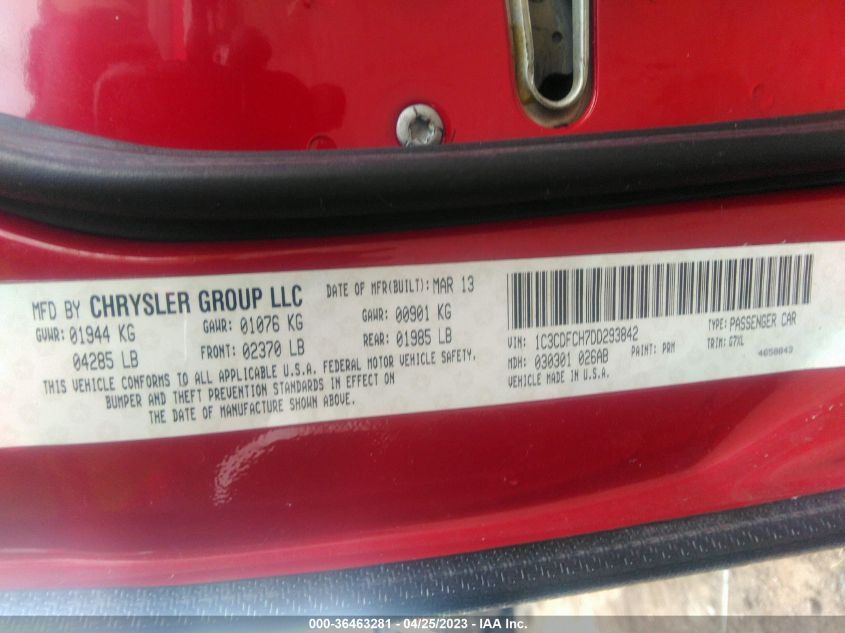 MFD BY CHRYSLER GROUP LLC DATE OF MFR(BUILT): MAR 13
GVWR: 01944 KG GAWR: 01076 KG GAWR: 00901 KG
04285 LB FRONT: 02370 LB REAR: 01985 LB
THIS VEHICLE CONFORMS TO ALL APPLICABLE U.S.A. FEDERAL MOTOR VEHICLE SAFETY,
BUMPER AND THEFT PREVENTION STANDARDS IN EFFECT ON
THE DATE OF MANUFACTURE SHOWN ABOVE.
VIN: 1C3CDFCH7DD293842 TYPE: PASSENGER CAR
MDH: 030301 026AB PAINT: PRM TRIM: G7XL
VEHICLE MADE IN U.S.A. 4658043
000-36463281 - 04/25/2023 - IAA Inc.